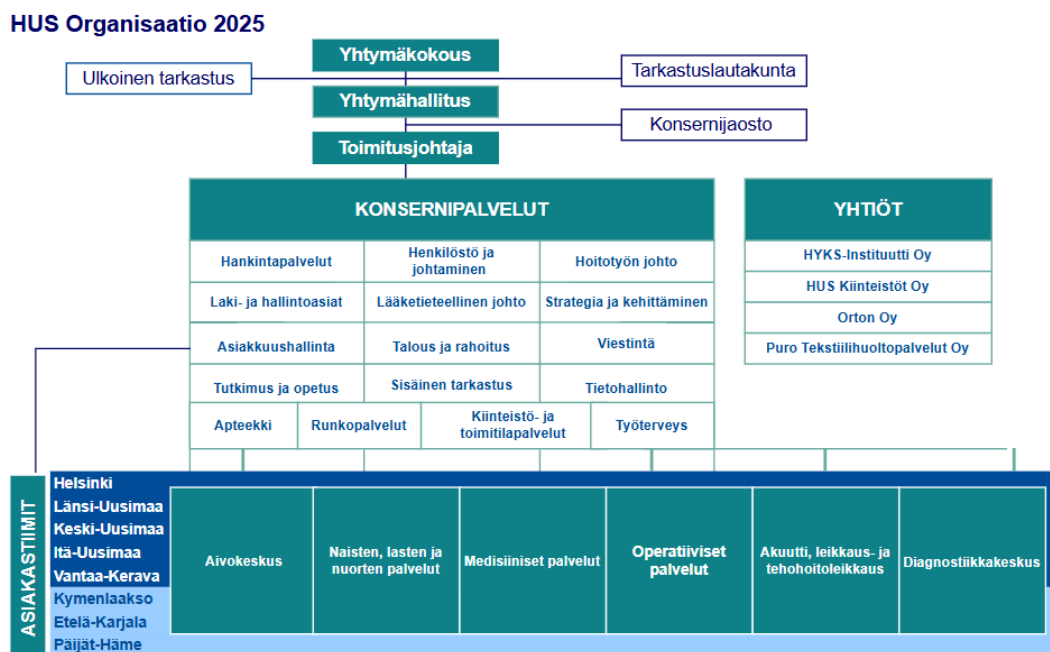 HUS Organisaatio 2025
Yhtymäkokous
Ulkoinen tarkastus
Tarkastuslautakunta
Yhtymähallitus
Konsernijaosto
Toimitusjohtaja
KONSERNIPALVELUT
Hankintapalvelut
Henkilöstö ja
johtaminen
Hoitotyön johto
Laki- ja hallintoasiat
Lääketieteellinen johto
Strategia ja kehittäminen
Asiakkuushallinta
Talous ja rahoitus
Viestintä
Tutkimus ja opetus
Sisäinen tarkastus
Tietohallinto
Apteekki
Runkopalvelut
Kiinteistö- ja
toimitilapalvelut
Työterveys
YHTIÖT
HYKS-Instituutti Oy
HUS Kiinteistöt Oy
Orton Oy
Puro Tekstiilihuoltopalvelut Oy
ASIAKASTIIMIT
Helsinki
Länsi-Uusimaa
Keski-Uusimaa
Itä-Uusimaa
Vantaa-Kerava
Kymenlaakso
Etelä-Karjala
Päijät-Häme
Aivokeskus
Naisten, lasten ja
nuorten palvelut
Medisiiniset palvelut
Operatiiviset
palvelut
Akuutti, leikkaus- ja
tehohoitoleikkaus
Diagnostiikkakeskus